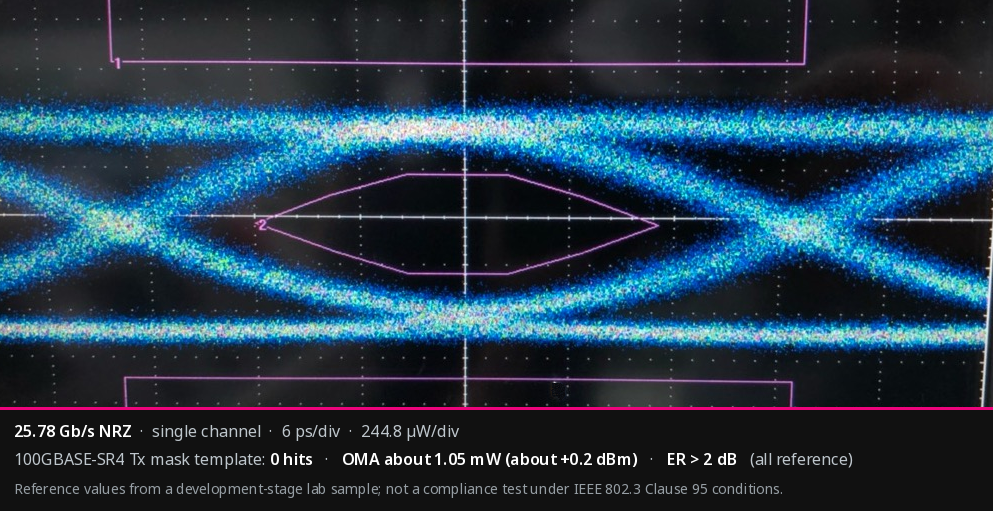 1
2
25.78 Gb/s NRZ · single channel · 6 ps/div · 244.8 µW/div
100GBASE-SR4 Tx mask template: 0 hits · OMA about 1.05 mW (about +0.2 dBm) · ER > 2 dB (all reference)
Reference values from a development-stage lab sample; not a compliance test under IEEE 802.3 Clause 95 conditions.